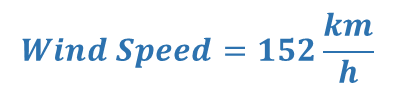 Wind Speed = 152 km/h